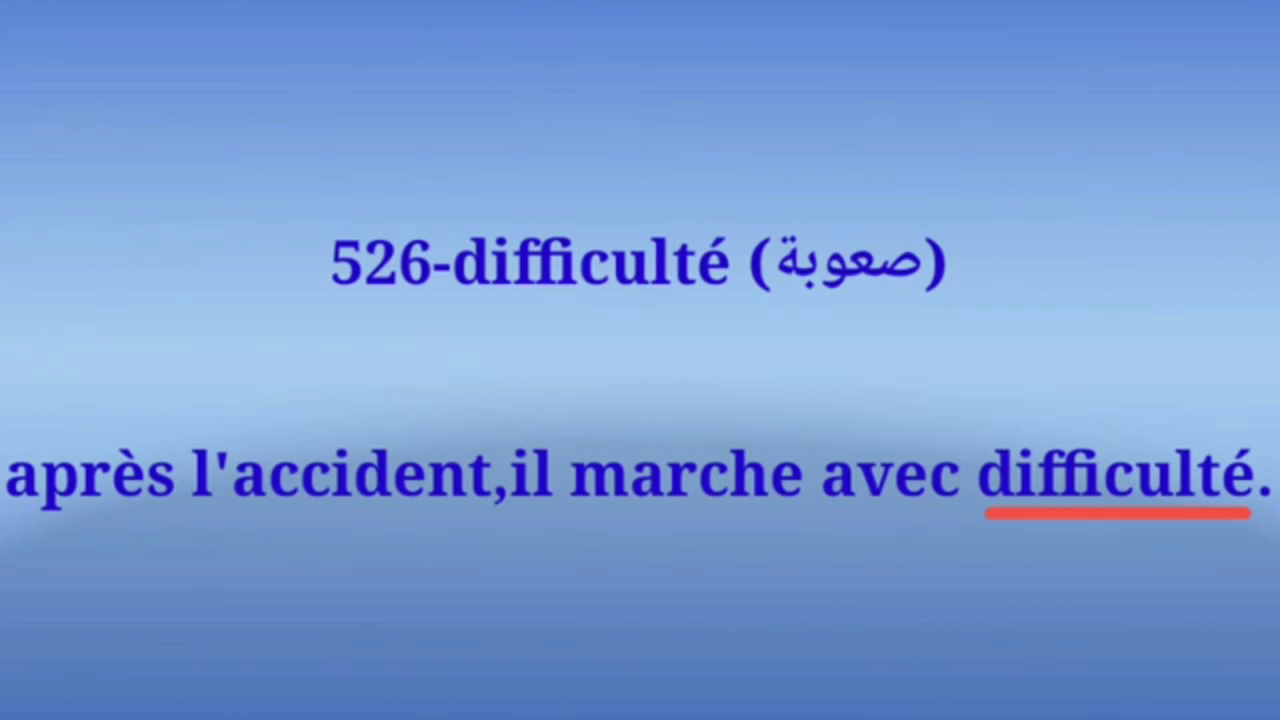 526-difficulté (صعوبة)
après l'accident,il marche avec difficulté.